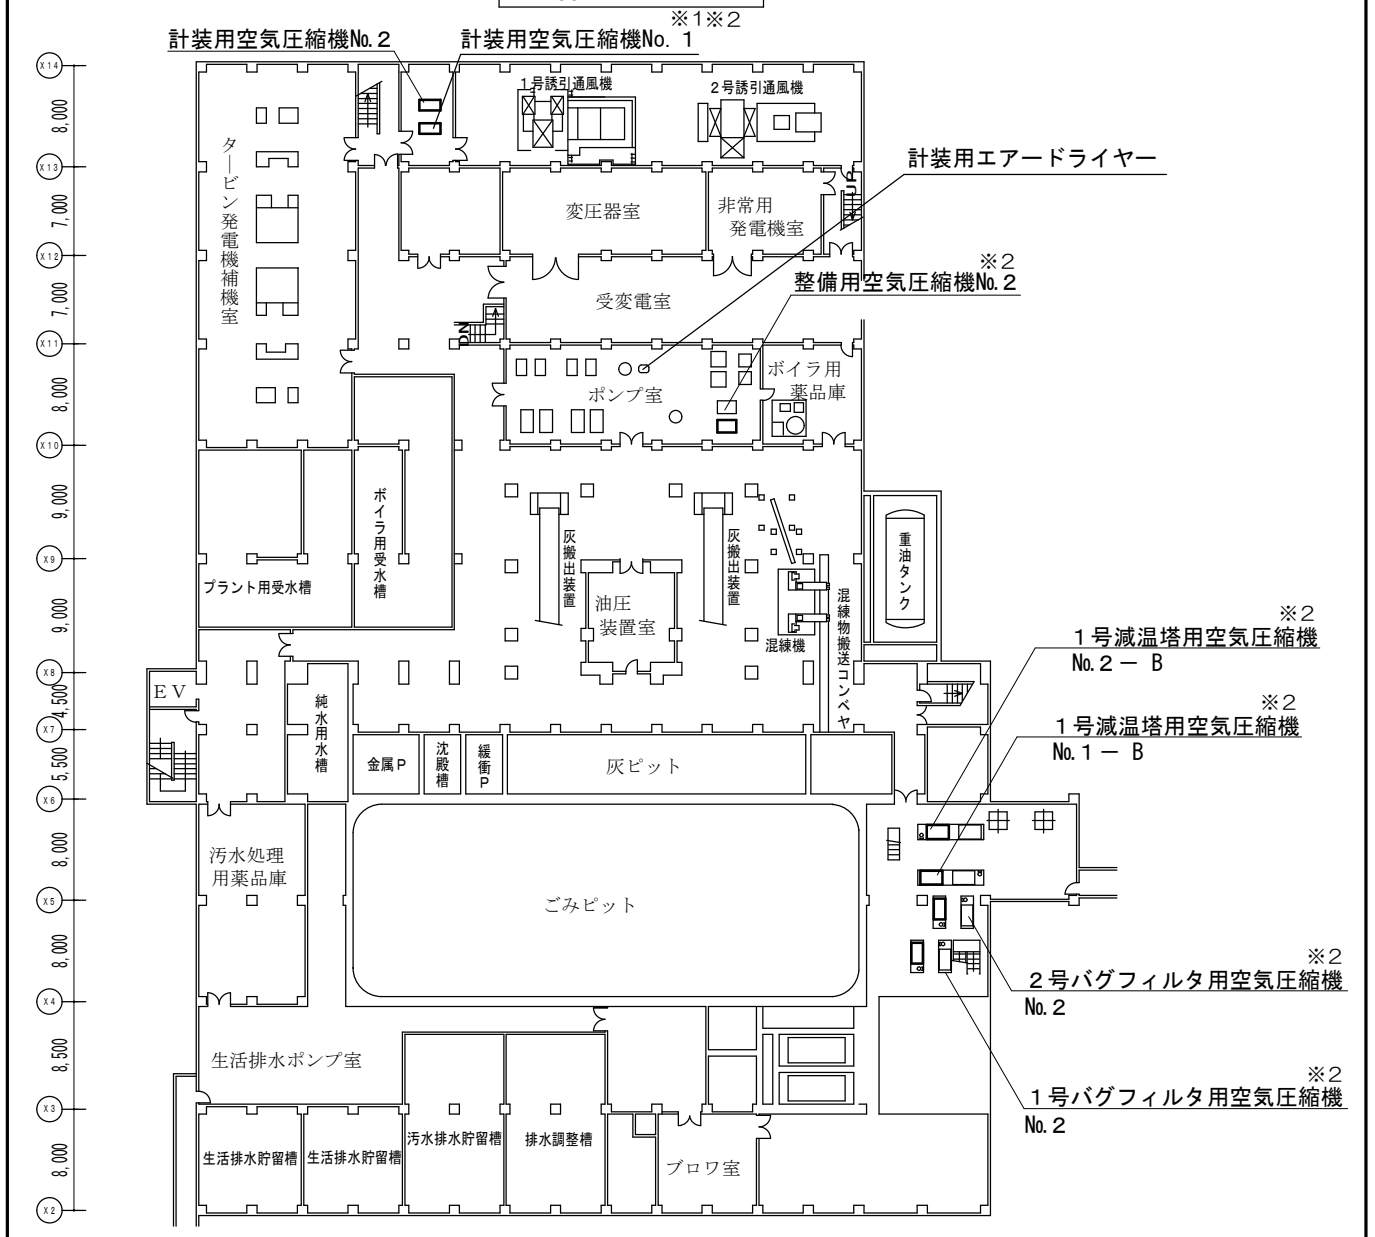 ※1※2
計装用空気圧縮機No.2
計装用空気圧縮機No.1
X14
8,000
1号誘引通風機
2号誘引通風機
X13
計装用エアードライヤー
7,000
タービン発電機補機室
変圧器室
非常用
発電機室
UP
X12
※2
整備用空気圧縮機No.2
7,000
受変電室
DN
X11
8,000
ポンプ室
ボイラ用
薬品庫
X10
9,000
ボイラ用受水槽
灰搬出装置
灰搬出装置
重油タンク
X9
プラント用受水槽
9,000
油圧
装置室
混練機
混練物搬送コンベヤ
※2
1号減温塔用空気圧縮機
No.2-B
X8
EV
4,500
純水用水槽
※2
1号減温塔用空気圧縮機
No.1-B
X7
5,500
金属P
沈殿槽
緩衝P
灰ピット
X6
8,000
汚水処理
用薬品庫
X5
ごみピット
8,000
※2
2号バグフィルタ用空気圧縮機
No.2
X4
8,500
生活排水ポンプ室
※2
1号バグフィルタ用空気圧縮機
No.2
X3
8,000
生活排水貯留槽
生活排水貯留槽
汚水排水貯留槽
排水調整槽
ブロワ室
X2